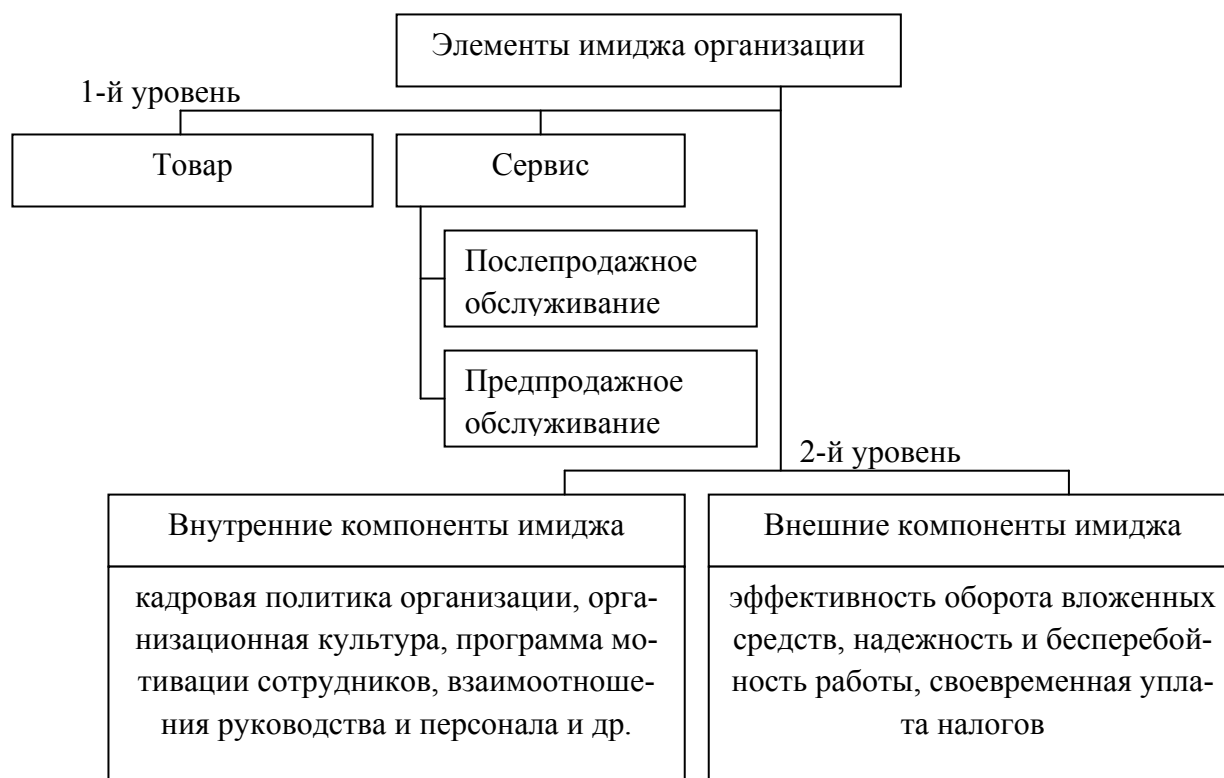 Элементы имиджа организации
1-й уровень
Товар
Сервис
Послепродажное
обслуживание
Предпродажное
обслуживание
2-й уровень
Внутренние компоненты имиджа
кадровая политика организации, орга-
низационная культура, программа мо-
тивации сотрудников, взаимоотноше-
ния руководства и персонала и др.
Внешние компоненты имиджа
эффективность оборота вложенных
средств, надежность и бесперебой-
ность работы, своевременная упла-
та налогов